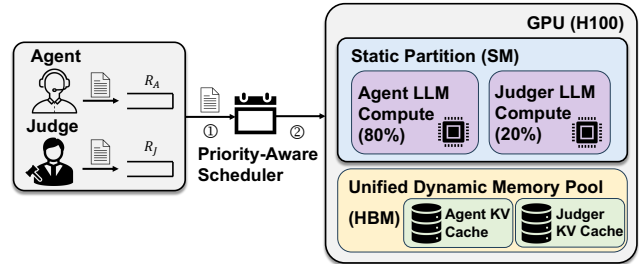 Agent
R_A
Judge
R_J
①
②
Priority-Aware
Scheduler
GPU (H100)
Static Partition (SM)
Agent LLM
Compute
(80%)
Judger LLM
Compute
(20%)
Unified Dynamic Memory Pool
(HBM)
Agent KV
Cache
Judger
KV Cache